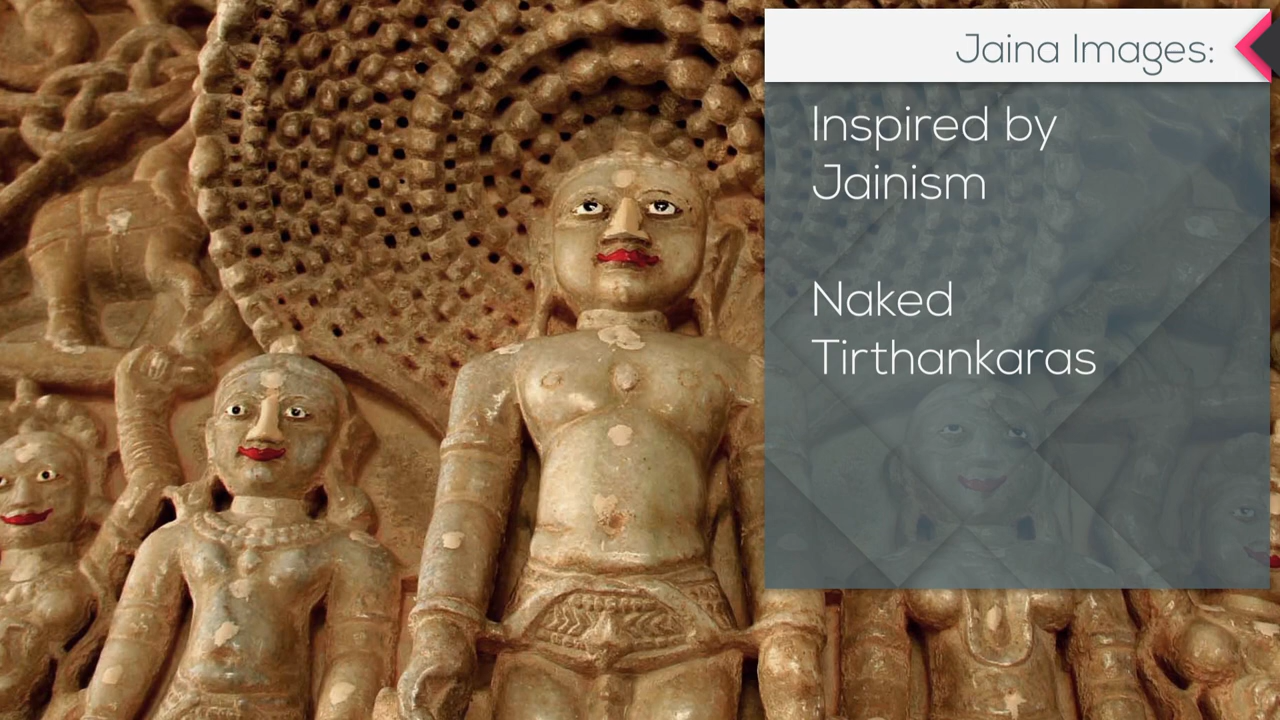 Jaina Images:
Inspired by
Jainism
Naked
Tirthankaras